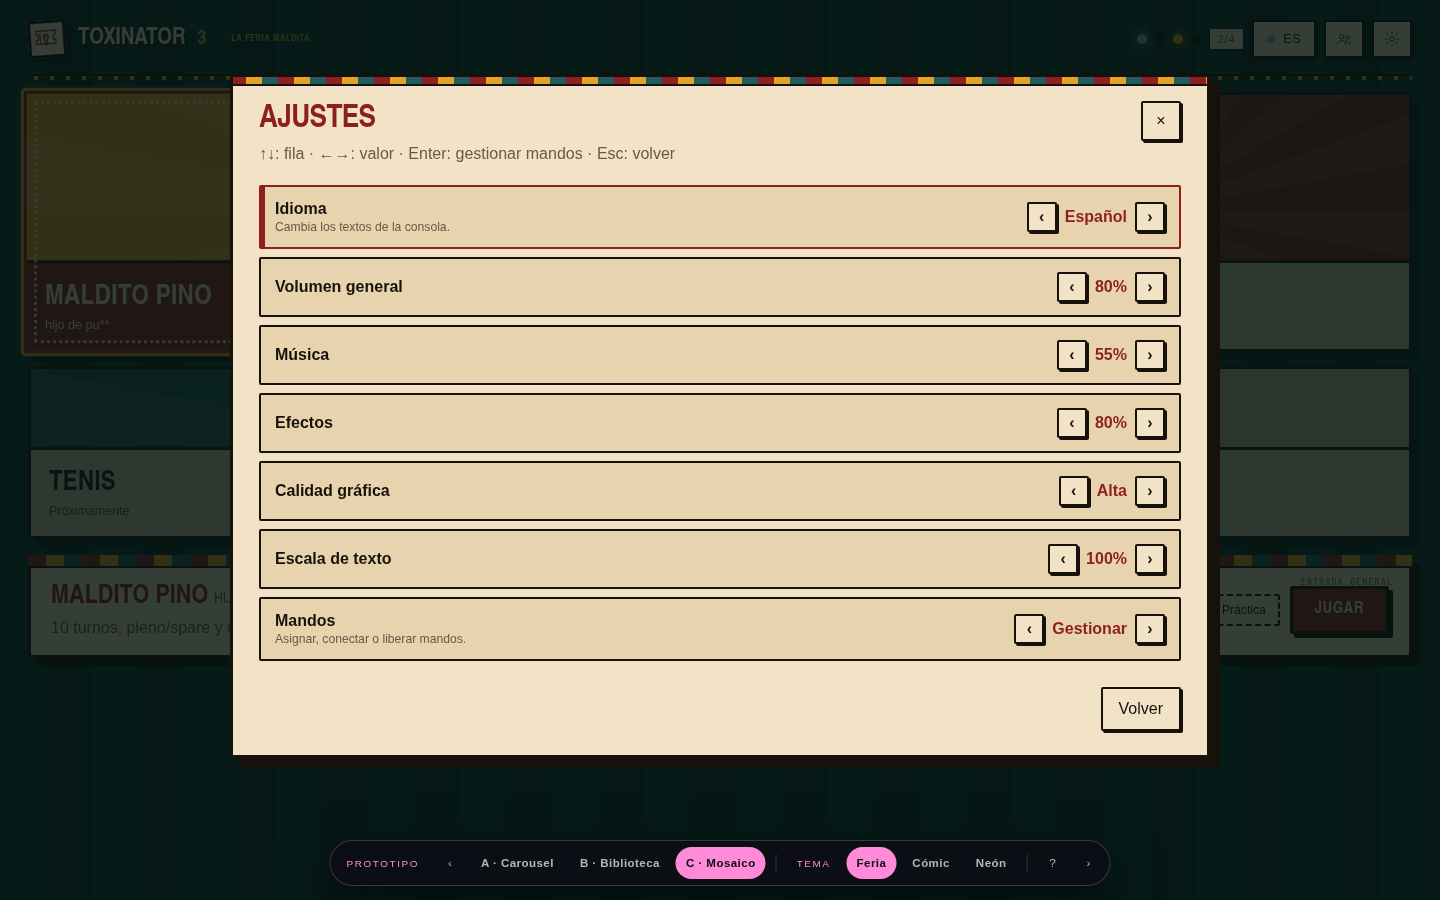 TOXINATOR 3 LA FERIA MALDITA
2/4 ES
AJUSTES
×
↑↓: fila · ←→: valor · Enter: gestionar mandos · Esc: volver
Idioma
Cambia los textos de la consola.
‹ Español ›
Volumen general ‹ 80% ›
Música ‹ 55% ›
Efectos ‹ 80% ›
Calidad gráfica ‹ Alta ›
Escala de texto ‹ 100% ›
Mandos
Asignar, conectar o liberar mandos.
‹ Gestionar ›
Volver
MALDITO PINO
hijo de pu**
TENIS
Próximamente
MALDITO PINO
10 turnos, pleno/spare y
ENTRADA GENERAL
Práctica JUGAR
PROTOTIPO ‹ A · Carousel B · Biblioteca C · Mosaico TEMA Feria Cómic Neón ? ›